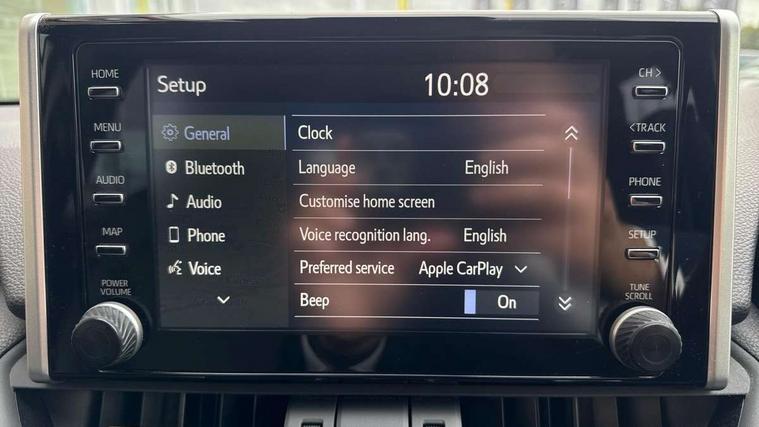 HOME
MENU
AUDIO
MAP
POWER
VOLUME
Setup 10:08
General
Bluetooth
Audio
Phone
Voice
Clock
Language English
Customise home screen
Voice recognition lang. English
Preferred service Apple CarPlay
Beep On
CH >
< TRACK
PHONE
SETUP
TUNE
SCROLL